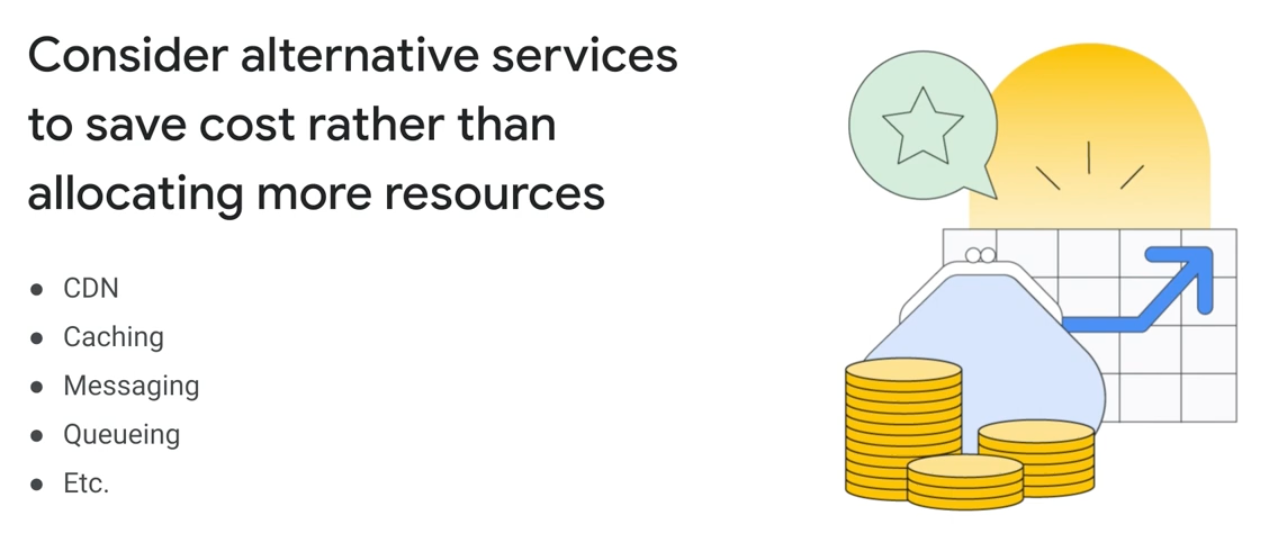 Consider alternative services
to save cost rather than
allocating more resources
● CDN
● Caching
● Messaging
● Queueing
● Etc.